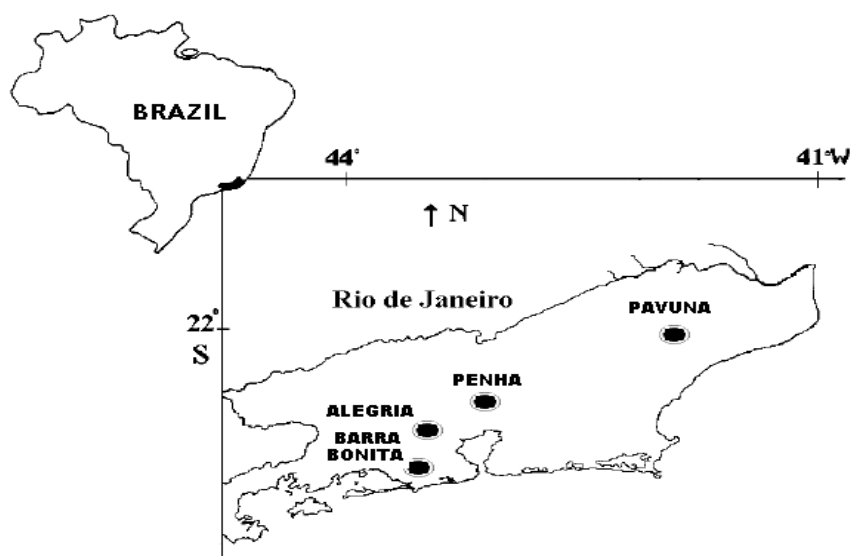 BRAZIL
44°
41°W
↑ N
Rio de Janeiro
PAVUNA
22°
S
PENHA
ALEGRIA
BARRA
BONITA